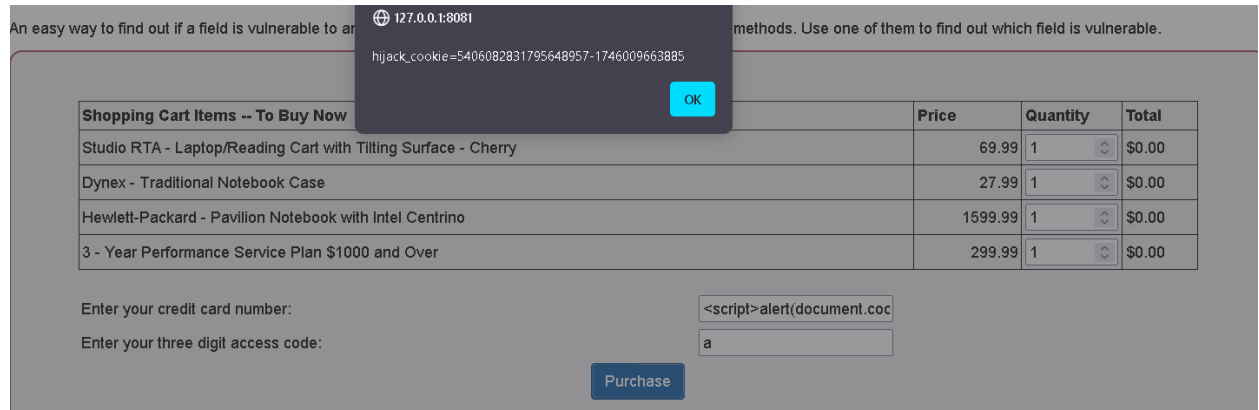 An easy way to find out if a field is vulnerable to an methods. Use one of them to find out which field is vulnerable.
127.0.0.1:8081
hijack_cookie=5406082831795648957-1746009663885
OK
Shopping Cart Items -- To Buy Now Price Quantity Total
Studio RTA - Laptop/Reading Cart with Tilting Surface - Cherry 69.99 1 $0.00
Dynex - Traditional Notebook Case 27.99 1 $0.00
Hewlett-Packard - Pavilion Notebook with Intel Centrino 1599.99 1 $0.00
3 - Year Performance Service Plan $1000 and Over 299.99 1 $0.00
Enter your credit card number: <script>alert(document.coc
Enter your three digit access code: a
Purchase